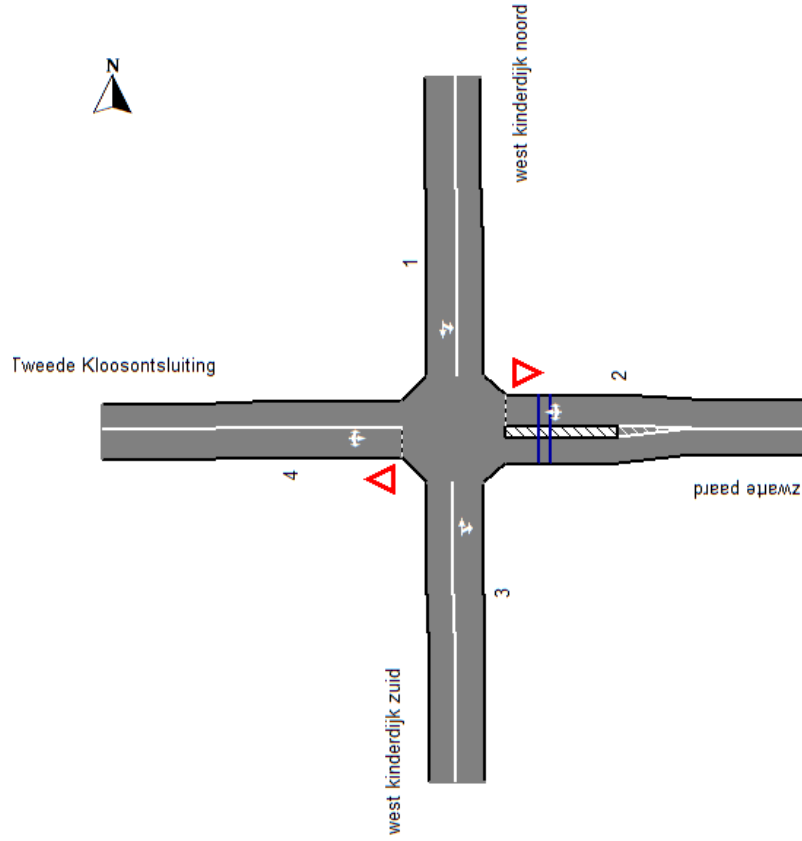 N
west kinderdijk noord
1
Tweede Kloosontsluiting
2
4
zwarte paard
3
west kinderdijk zuid